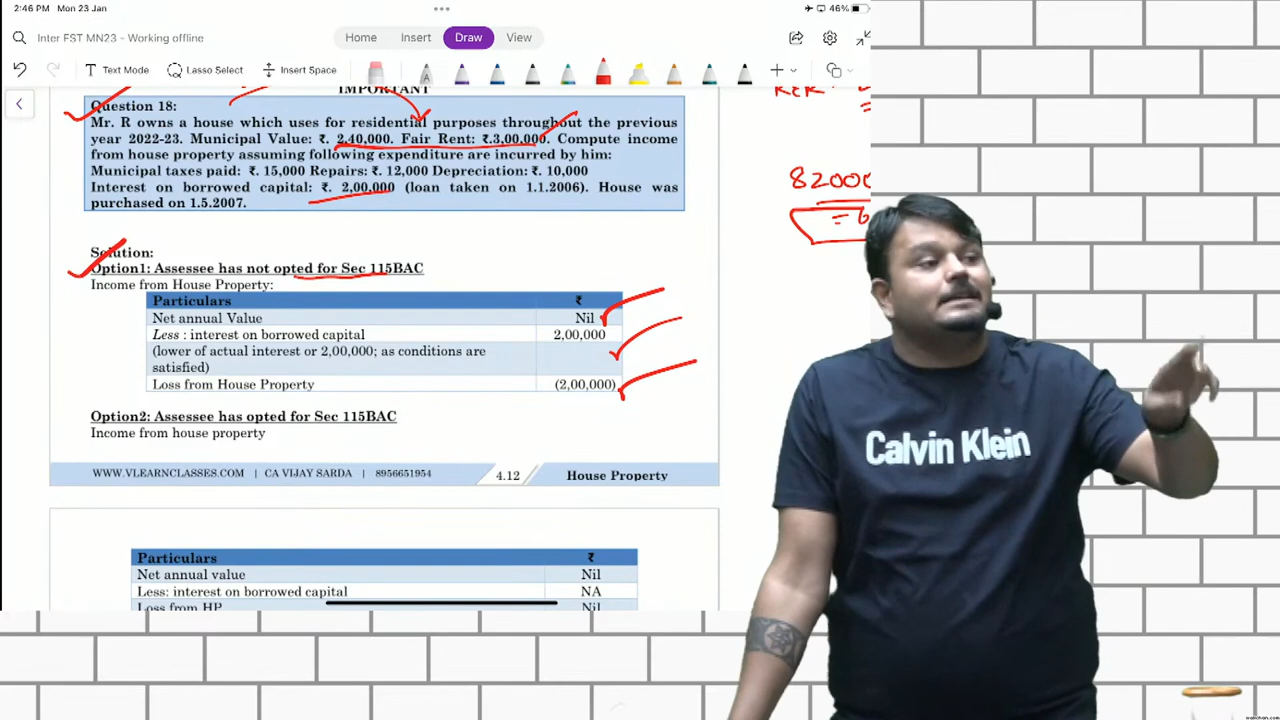 2:46 PM Mon 23 Jan
46%
Inter FST MN23 - Working offline
Home Insert Draw View
Text Mode Lasso Select Insert Space
IMPORTANT
Question 18:
Mr. R owns a house which uses for residential purposes throughout the previous
year 2022-23. Municipal Value: ₹. 2,40,000. Fair Rent: ₹.3,00,000. Compute income
from house property assuming following expenditure are incurred by him:
Municipal taxes paid: ₹. 15,000 Repairs: ₹. 12,000 Depreciation: ₹. 10,000
Interest on borrowed capital: ₹. 2,00,000 (loan taken on 1.1.2006). House was
purchased on 1.5.2007.
82000
Solution:
Option1: Assessee has not opted for Sec 115BAC
Income from House Property:
Particulars ₹
Net annual Value Nil
Less : interest on borrowed capital 2,00,000
(lower of actual interest or 2,00,000; as conditions are
satisfied)
Loss from House Property (2,00,000)
Option2: Assessee has opted for Sec 115BAC
Income from house property
WWW.VLEARNCLASSES.COM | CA VIJAY SARDA | 8956651954 4.12 House Property
Particulars ₹
Net annual value Nil
Less: interest on borrowed capital NA
Loss from HP Nil
Calvin Klein